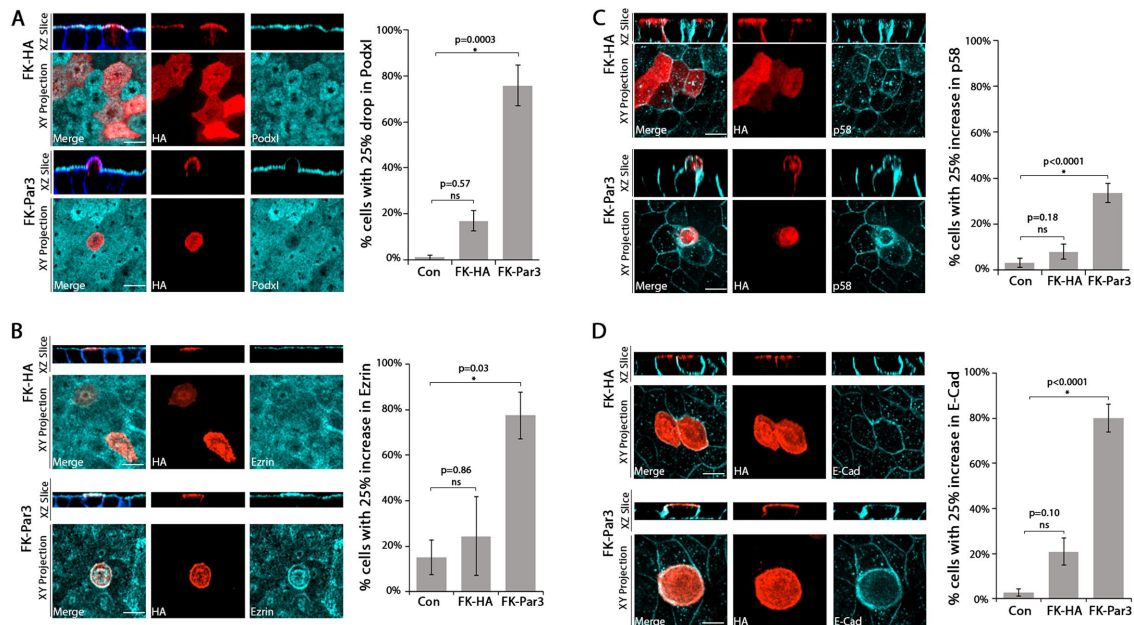 A
FK-HA
XZ Slice
XY Projection
Merge
HA
Podxl
FK-Par3
XZ Slice
XY Projection
Merge
HA
Podxl
% cells with 25% drop in Podxl
100%
80%
60%
40%
20%
0%
p=0.0003
*
p=0.57
ns
Con
FK-HA
FK-Par3
B
FK-HA
XZ Slice
XY Projection
Merge
HA
Ezrin
FK-Par3
XZ Slice
XY Projection
Merge
HA
Ezrin
% cells with 25% increase in Ezrin
100%
80%
60%
40%
20%
0%
p=0.03
*
p=0.86
ns
Con
FK-HA
FK-Par3
C
FK-HA
XZ Slice
XY Projection
Merge
HA
p58
FK-Par3
XZ Slice
XY Projection
Merge
HA
p58
% cells with 25% increase in p58
100%
80%
60%
40%
20%
0%
p<0.0001
*
p=0.18
ns
Con
FK-HA
FK-Par3
D
FK-HA
XZ Slice
XY Projection
Merge
HA
E-Cad
FK-Par3
XZ Slice
XY Projection
Merge
HA
E-Cad
% cells with 25% increase in E-Cad
100%
80%
60%
40%
20%
0%
p<0.0001
*
p=0.10
ns
Con
FK-HA
FK-Par3